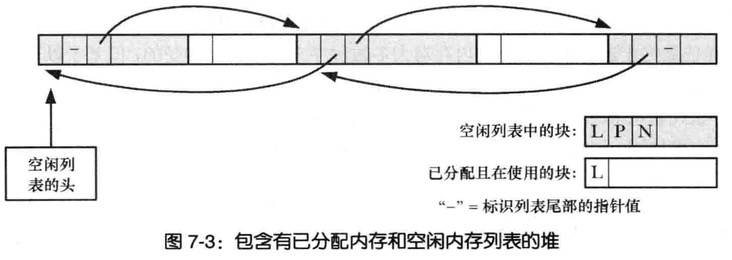 -
-
空闲列
表的头
空闲列表中的块: L P N
已分配且在使用的块: L
“-” = 标识列表尾部的指针值
图 7-3: 包含有已分配内存和空闲内存列表的堆